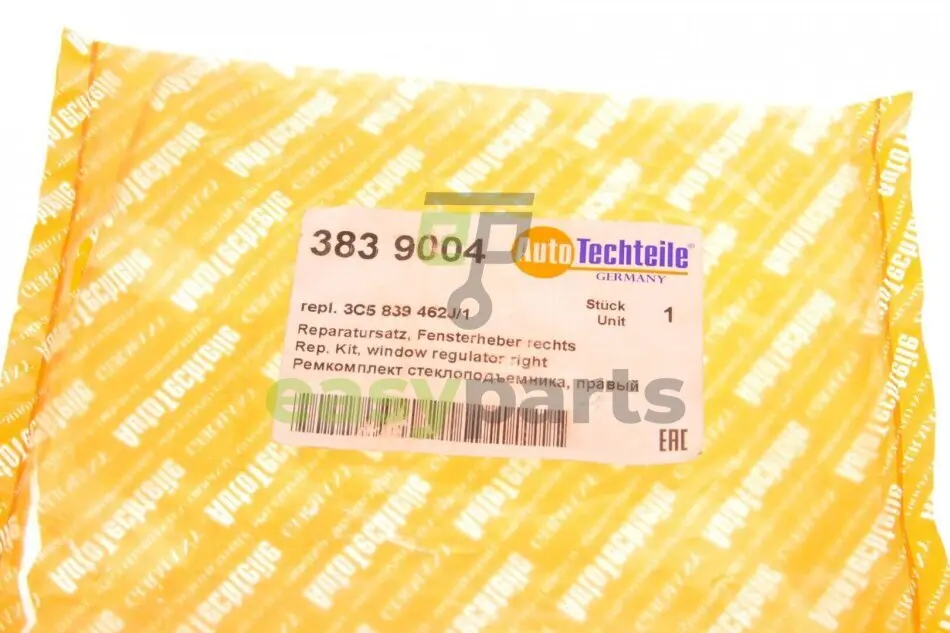 383 9004
AutoTechteile®
GERMANY
repl. 3C5 839 462J/1
Stück
Unit
1
Reparatursatz, Fensterheber rechts
Rep. Kit, window regulator right
Ремкомплект стеклоподъемника, правый
easyparts
EAC